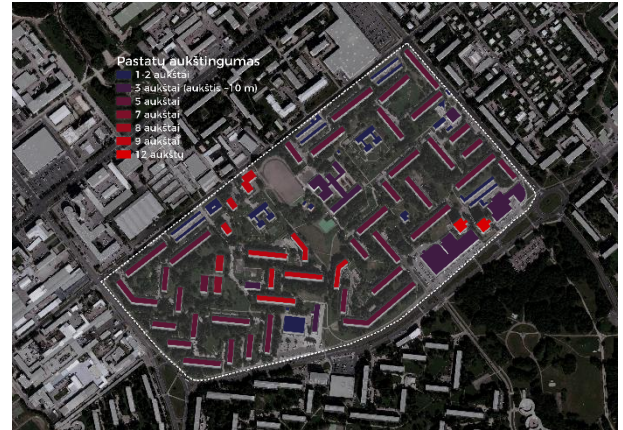 Pastatų aukštingumas
1-2 aukštai
3 aukštai (aukštis ~10 m)
5 aukštai
7 aukštai
8 aukštai
9 aukštai
12 aukštų